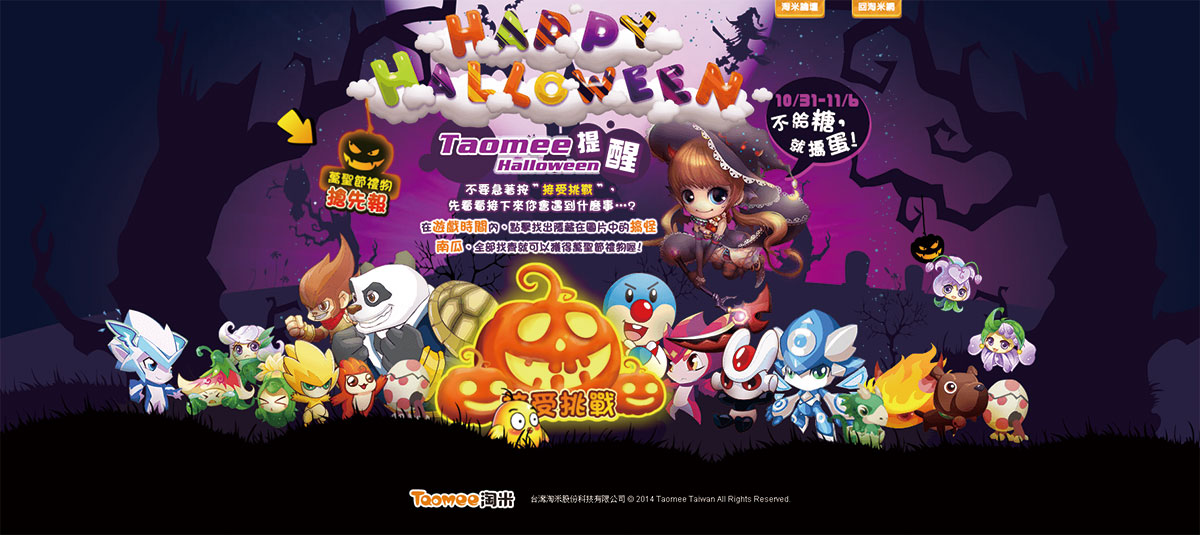 淘米論壇
回淘米網
HAPPY
HALLOWEEN
10/31-11/6
不給糖,
就搗蛋!
Taomee 提醒
Halloween
萬聖節禮物
搶先報
不要急著按"接受挑戰",
先看看接下來你會遇到什麼事…?
在遊戲時間內,點擊找出隱藏在圖片中的搞怪
南瓜,全部找齊就可以獲得萬聖節禮物喔!
接受挑戰
Taomee淘米
台灣淘米股份科技有限公司 © 2014 Taomee Taiwan All Rights Reserved.